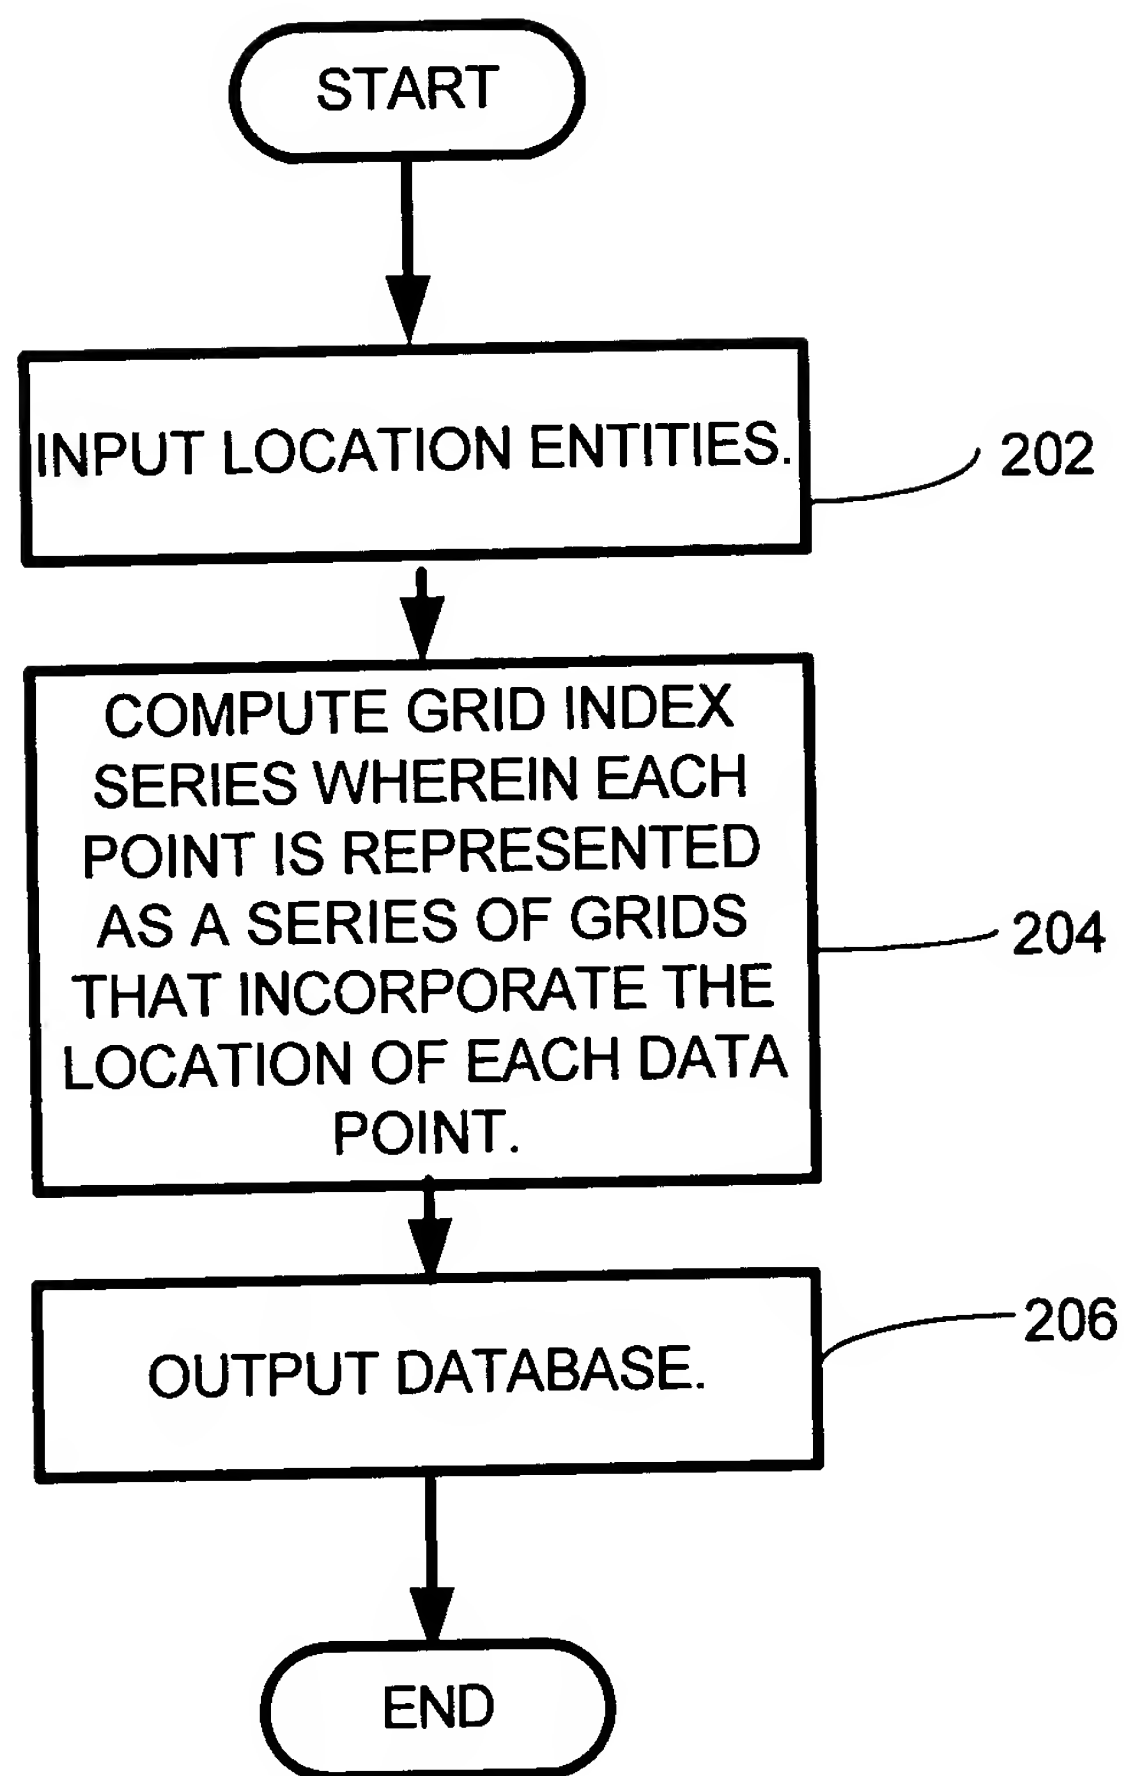 START
INPUT LOCATION ENTITIES.
202
COMPUTE GRID INDEX
SERIES WHEREIN EACH
POINT IS REPRESENTED
AS A SERIES OF GRIDS
THAT INCORPORATE THE
LOCATION OF EACH DATA
POINT.
204
OUTPUT DATABASE.
206
END